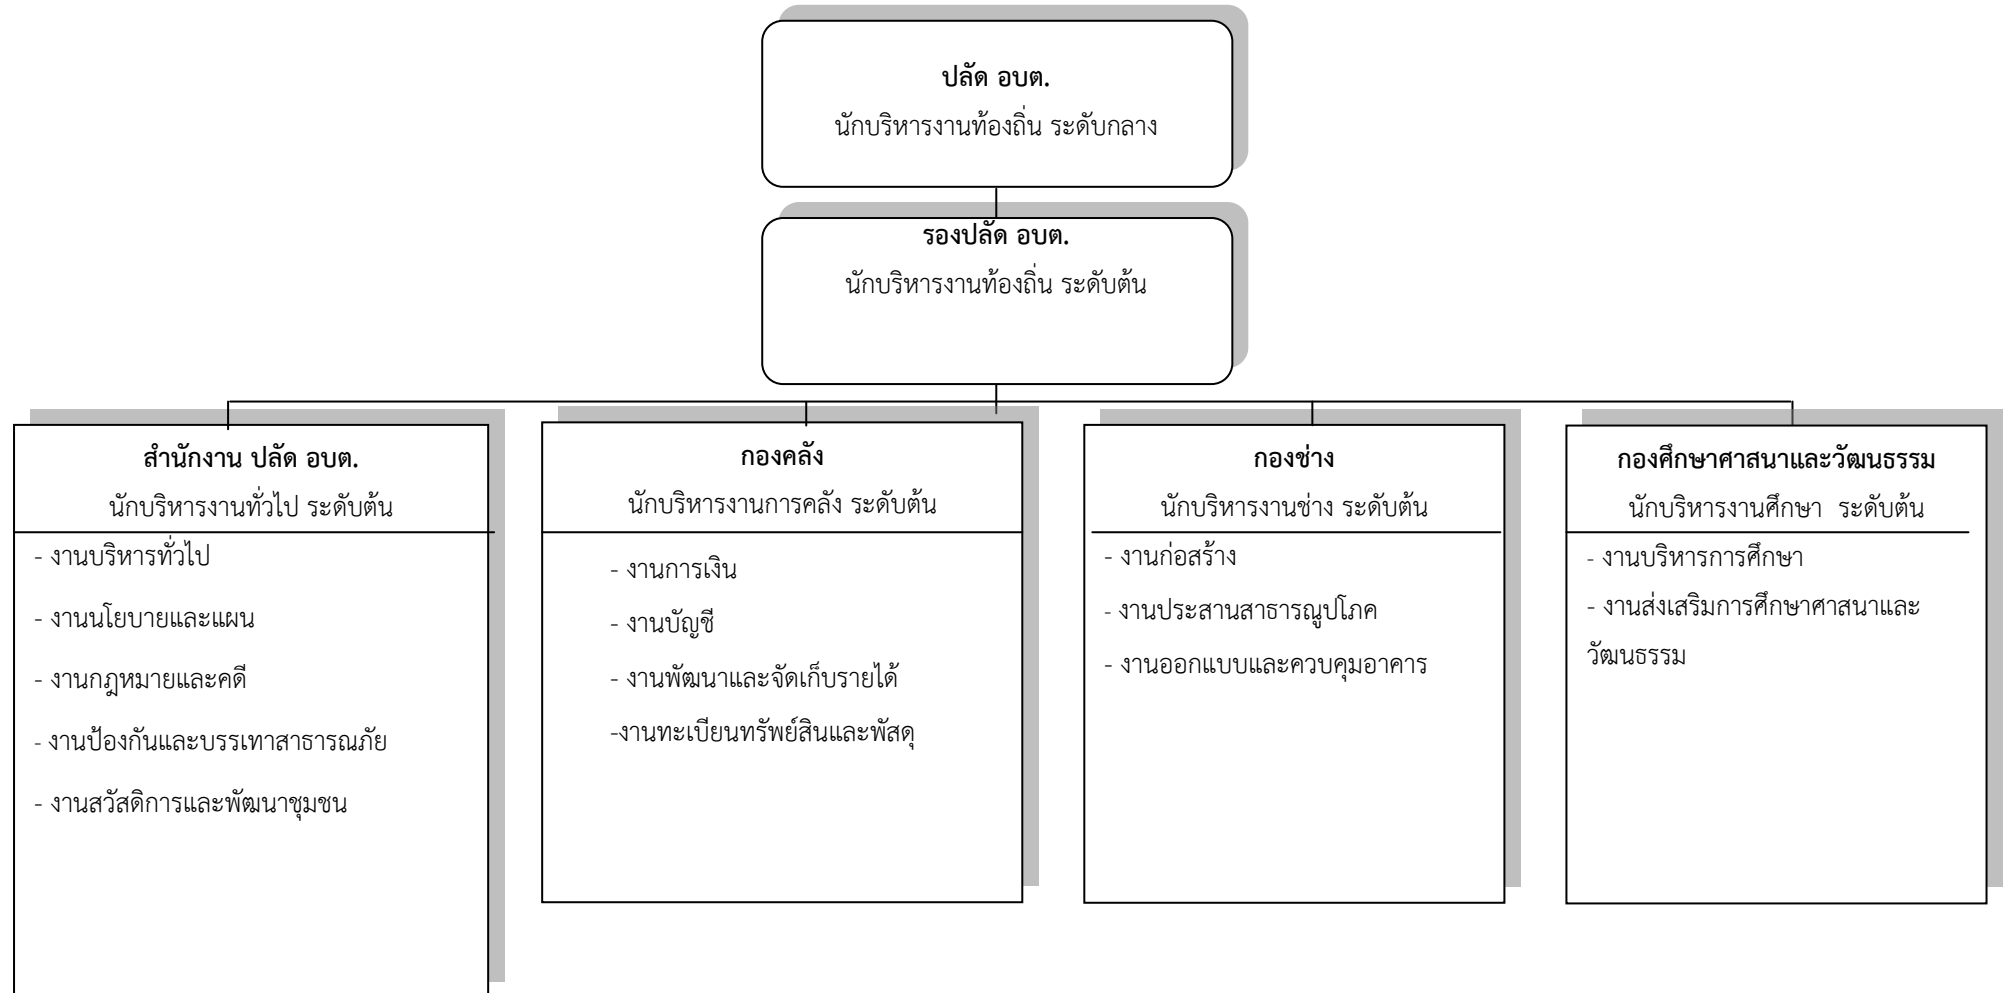 ปลัด อบต.
นักบริหารงานท้องถิ่น ระดับกลาง
รองปลัด อบต.
นักบริหารงานท้องถิ่น ระดับต้น
สำนักงาน ปลัด อบต.
นักบริหารงานทั่วไป ระดับต้น
- งานบริหารทั่วไป
- งานนโยบายและแผน
- งานกฎหมายและคดี
- งานป้องกันและบรรเทาสาธารณภัย
- งานสวัสดิการและพัฒนาชุมชน
กองคลัง
นักบริหารงานการคลัง ระดับต้น
- งานการเงิน
- งานบัญชี
- งานพัฒนาและจัดเก็บรายได้
-งานทะเบียนทรัพย์สินและพัสดุ
กองช่าง
นักบริหารงานช่าง ระดับต้น
- งานก่อสร้าง
- งานประสานสาธารณูปโภค
- งานออกแบบและควบคุมอาคาร
กองศึกษาศาสนาและวัฒนธรรม
นักบริหารงานศึกษา  ระดับต้น
- งานบริหารการศึกษา
- งานส่งเสริมการศึกษาศาสนาและ
วัฒนธรรม